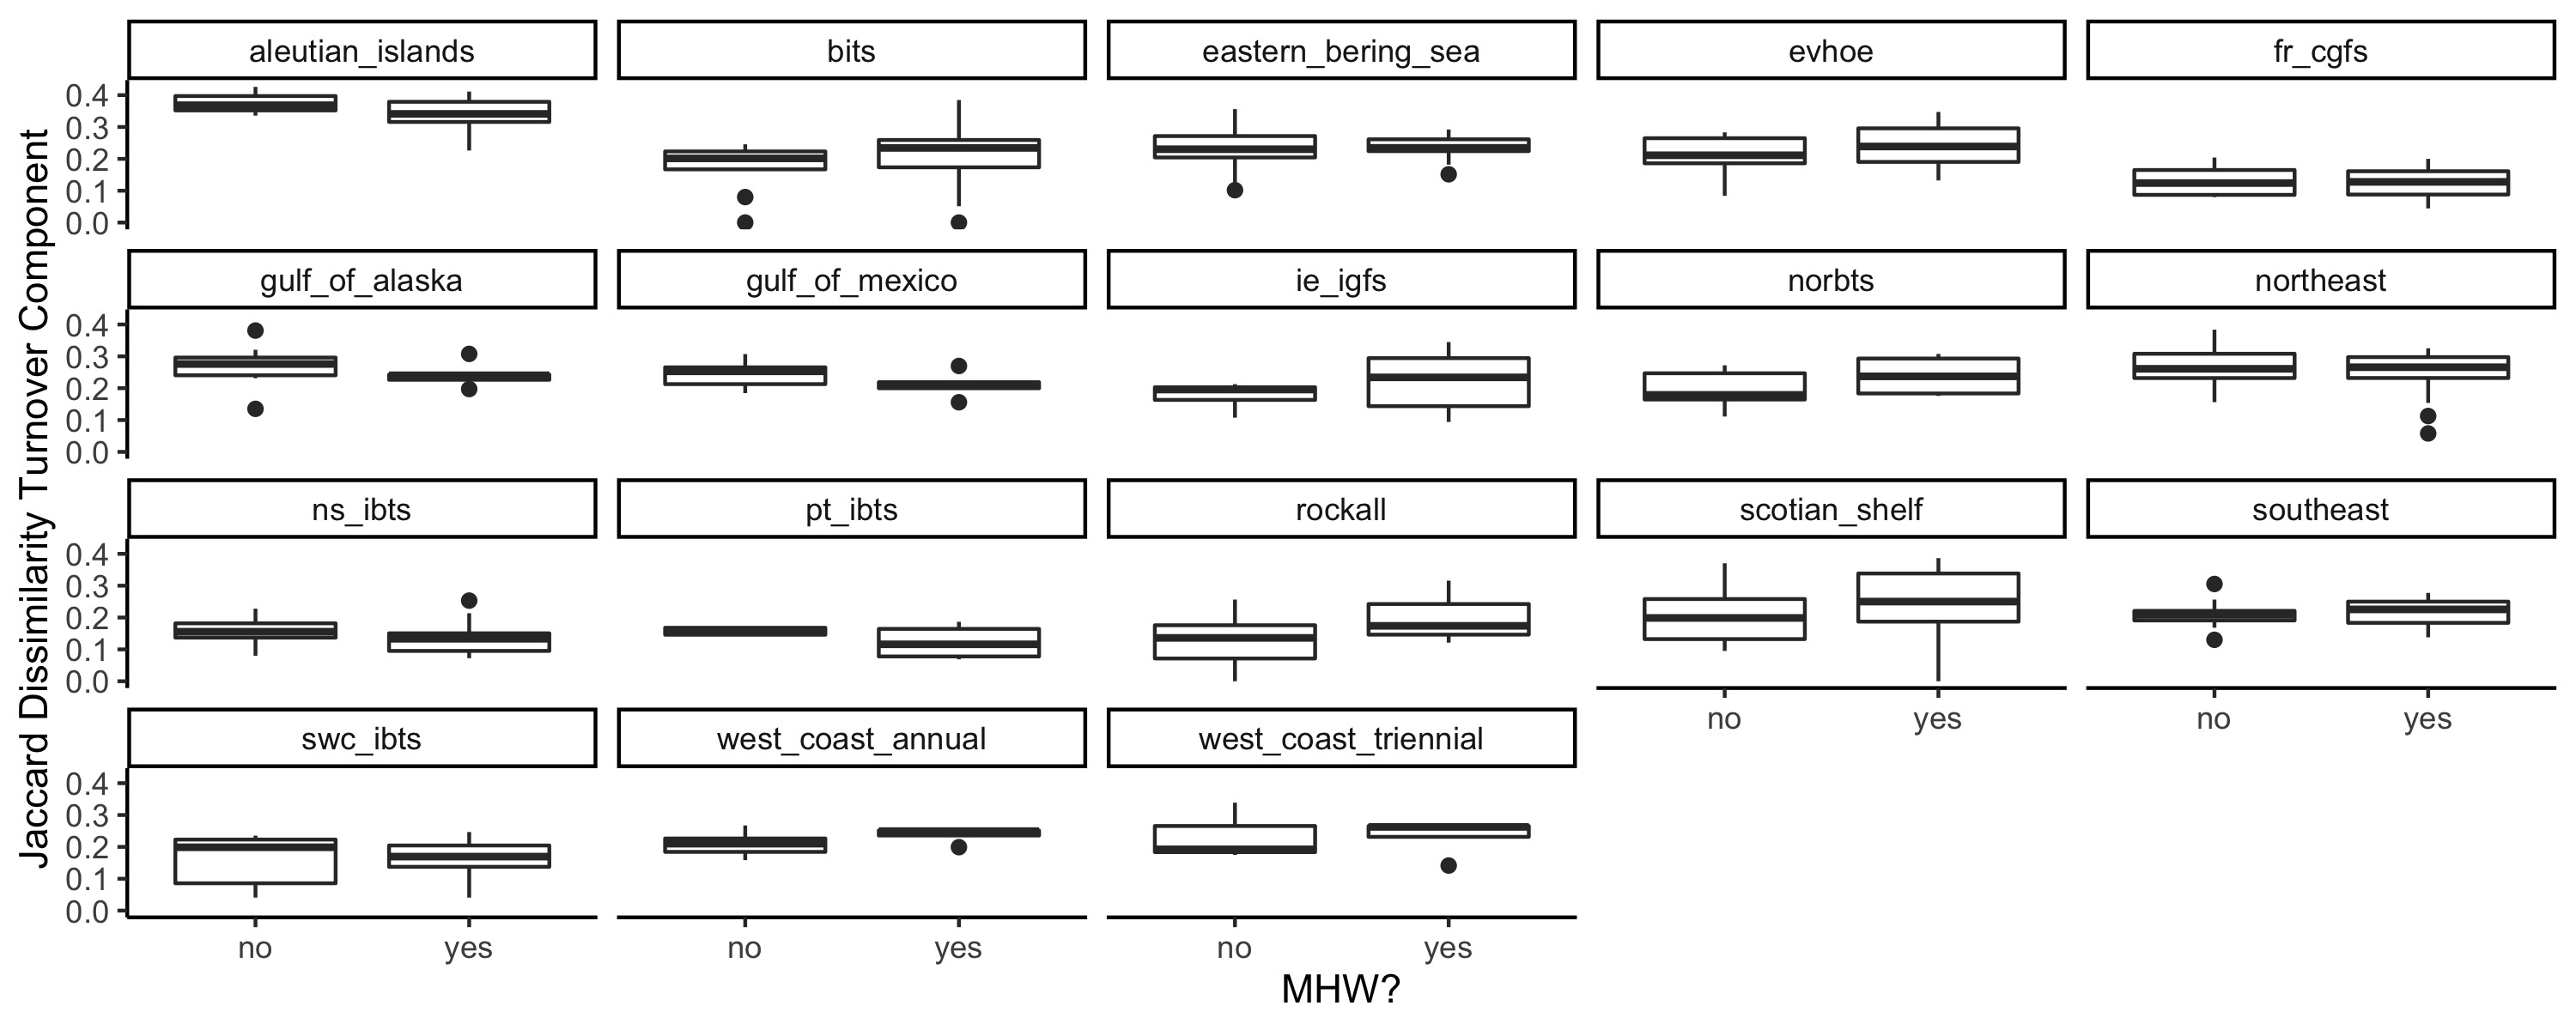 aleutian_islands bits eastern_bering_sea evhoe fr_cgfs
0.4
0.3
0.2
0.1
0.0
gulf_of_alaska gulf_of_mexico ie_igfs norbts northeast
0.4
0.3
0.2
0.1
0.0
ns_ibts pt_ibts rockall scotian_shelf southeast
0.4
0.3
0.2
0.1
0.0
no yes no yes
swc_ibts west_coast_annual west_coast_triennial
0.4
0.3
0.2
0.1
0.0
no yes no yes no yes
MHW?
Jaccard Dissimilarity Turnover Component